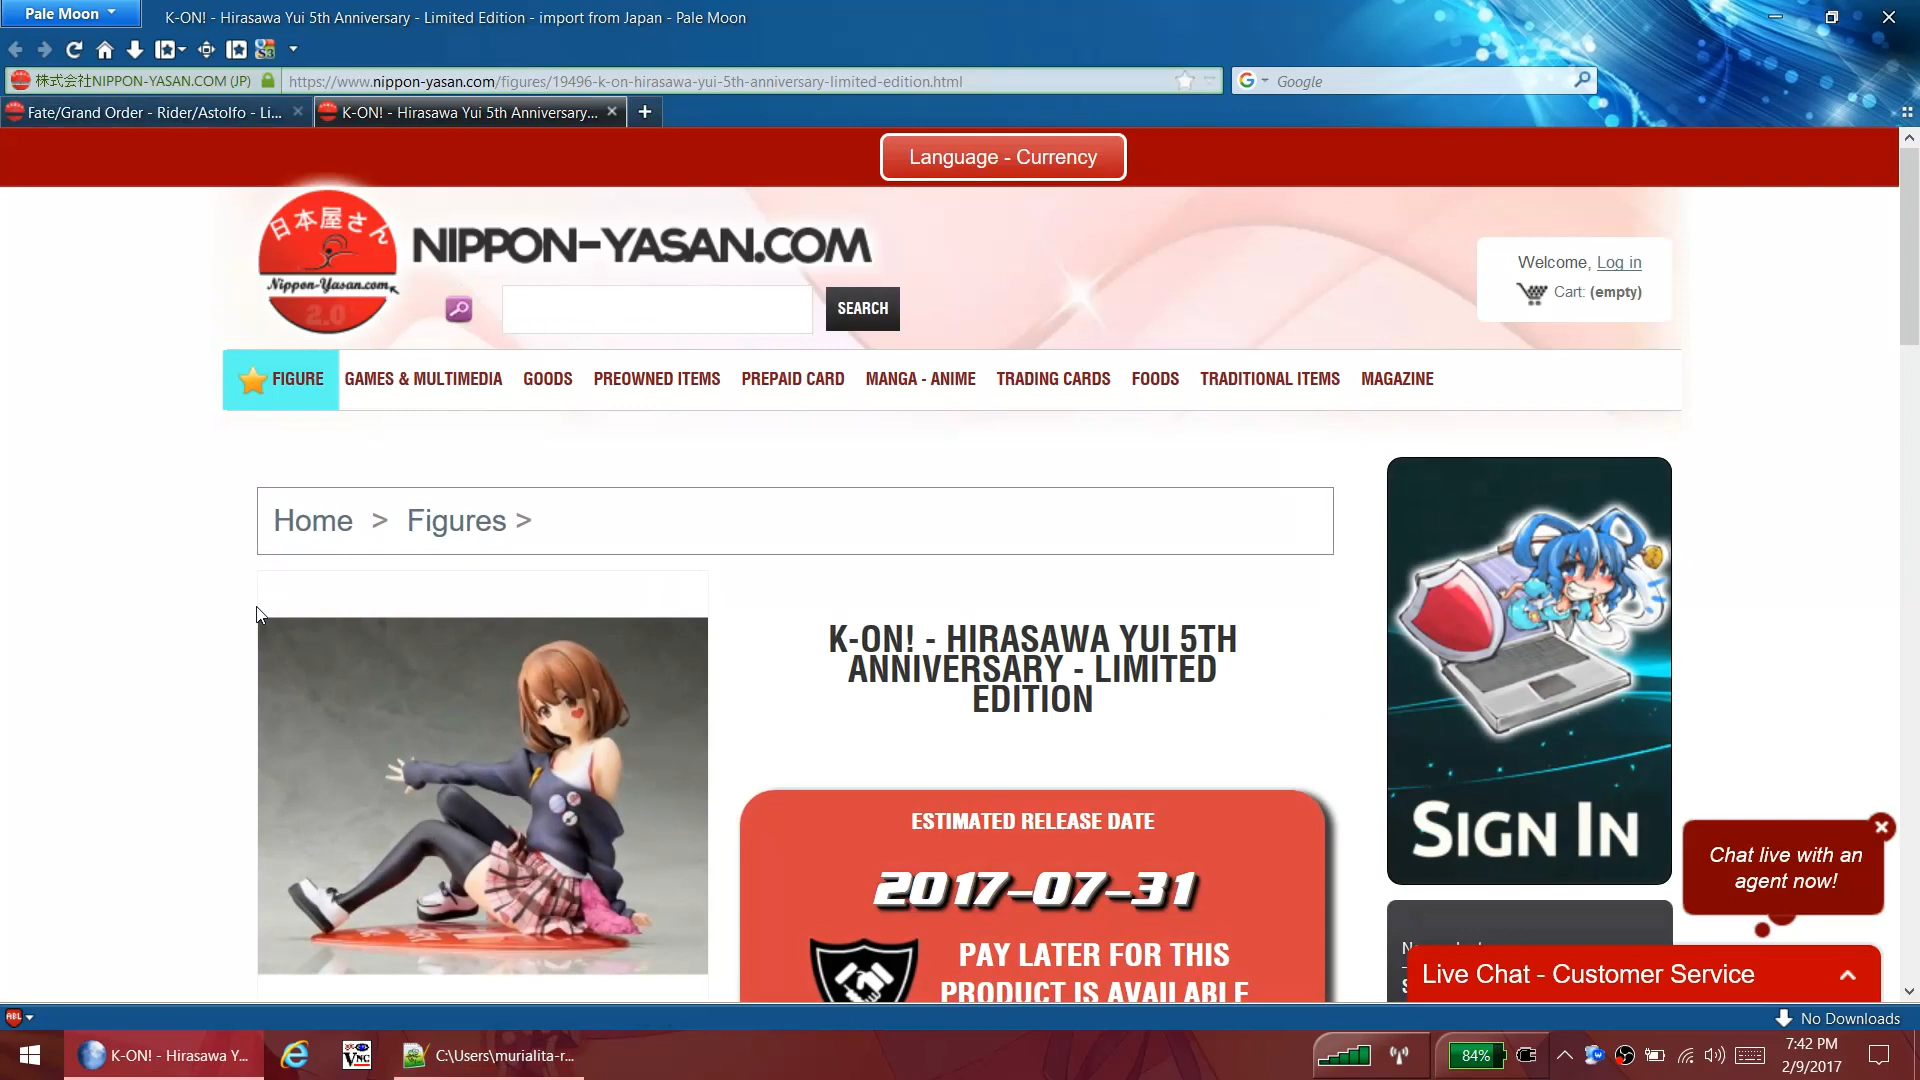 Pale Moon
K-ON! - Hirasawa Yui 5th Anniversary - Limited Edition - import from Japan - Pale Moon
株式会社NIPPON-YASAN.COM (JP)
https://www.nippon-yasan.com/figures/19496-k-on-hirasawa-yui-5th-anniversary-limited-edition.html
Google
Fate/Grand Order - Rider/Astolfo - Li...
K-ON! - Hirasawa Yui 5th Anniversary...
Language - Currency
日本屋さん
Nippon-Yasan.com
2.0
NIPPON-YASAN.COM
SEARCH
Welcome, Log in
Cart: (empty)
FIGURE GAMES & MULTIMEDIA GOODS PREOWNED ITEMS PREPAID CARD MANGA - ANIME TRADING CARDS FOODS TRADITIONAL ITEMS MAGAZINE
Home > Figures >
K-ON! - HIRASAWA YUI 5TH
ANNIVERSARY - LIMITED
EDITION
ESTIMATED RELEASE DATE
2017-07-31
PAY LATER FOR THIS
PRODUCT IS AVAILABLE
SIGN IN
Chat live with an
agent now!
Live Chat - Customer Service
ABL
No Downloads
K-ON! - Hirasawa Y...
VNC
C:\Users\murialita-r...
84%
7:42 PM
2/9/2017